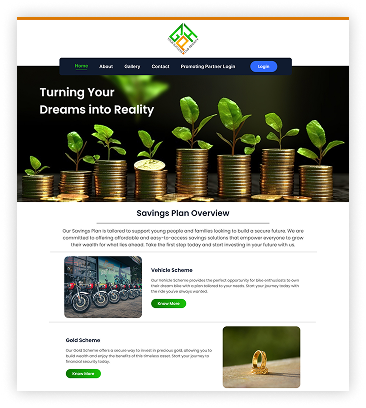 Home About Gallery Contact Promoting Partner Login Login
Turning Your
Dreams into Reality
Savings Plan Overview
Our Savings Plan is tailored to support young people and families looking to build a secure future. We are
committed to offering affordable and easy-to-access savings solutions that empower everyone to grow
their wealth for what lies ahead. Take the first step today and start investing in your future with us.
Vehicle Scheme
Our Vehicle Scheme provides the perfect opportunity for bike enthusiasts to own
their dream bike with a plan tailored to your needs. Start your journey today with
the ride you've always wanted.
Know More
Gold Scheme
Our Gold Scheme offers a secure way to invest in precious gold, allowing you to
build wealth and enjoy the benefits of this timeless asset. Start your journey to
financial security today.
Know More